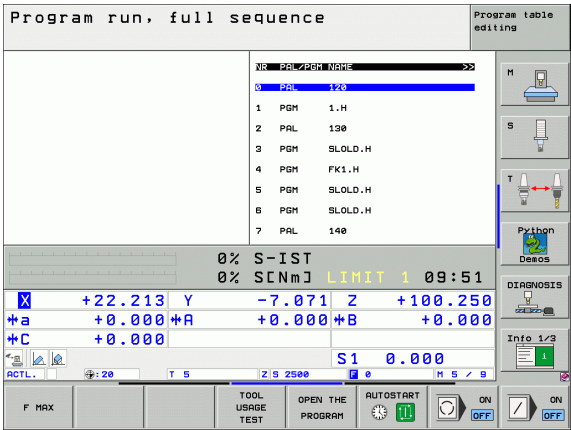 Program run, full sequence
Program table
editing
NR PAL/PGM NAME >>
0 PAL 120
1 PGM 1.H
2 PAL 130
3 PGM SLOLD.H
4 PGM FK1.H
5 PGM SLOLD.H
6 PGM SLOLD.H
7 PAL 140
M
S
T
Python
Demos
DIAGNOSIS
Info 1/3
0% S-IST
0% S[Nm] LIMIT 1 09:51
X +22.213 Y -7.071 Z +100.250
a +0.000 A +0.000 B +0.000
C +0.000
S1 0.000
ACTL. :20 T 5 Z S 2500 F 0 M 5 / 9
F MAX
TOOL
USAGE
TEST
OPEN THE
PROGRAM
AUTOSTART
ON
OFF
ON
OFF